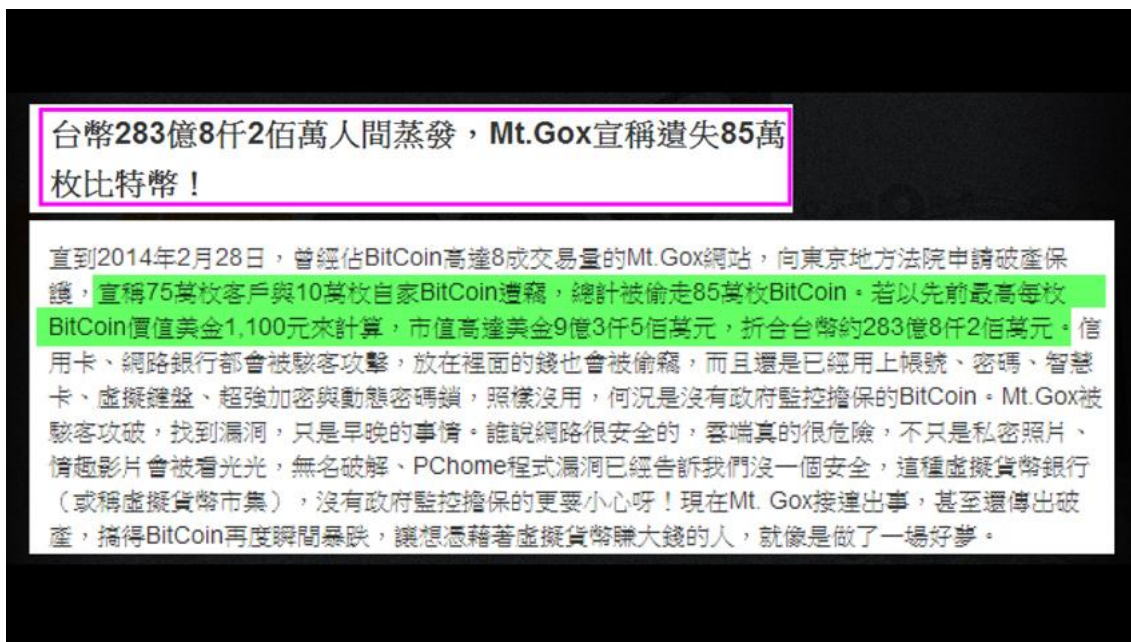 台幣283億8仟2佰萬人間蒸發，Mt.Gox宣稱遺失85萬
枚比特幣！
直到2014年2月28日，曾經佔BitCoin高達8成交易量的Mt.Gox網站，向東京地方法院申請破產保
護，宣稱75萬枚客戶與10萬枚自家BitCoin遭竊，總計被偷走85萬枚BitCoin。若以先前最高每枚
BitCoin價值美金1,100元來計算，市值高達美金9億3仟5佰萬元，折合台幣約283億8仟2佰萬元。信
用卡、網路銀行都會被駭客攻擊，放在裡面的錢也會被偷竊，而且還是已經用上帳號、密碼、智慧
卡、虛擬鍵盤、超強加密與動態密碼鎖，照樣沒用，何況是沒有政府監控擔保的BitCoin。Mt.Gox被
駭客攻破，找到漏洞，只是早晚的事情。誰說網路很安全的，雲端真的很危險，不只是私密照片、
情趣影片會被看光光，無名破解、PChome程式漏洞已經告訴我們沒一個安全，這種虛擬貨幣銀行
（或稱虛擬貨幣市集），沒有政府監控擔保的更要小心呀！現在Mt. Gox接連出事，甚至還傳出破
產，搞得BitCoin再度瞬間暴跌，讓想憑藉著虛擬貨幣賺大錢的人，就像是做了一場好夢。